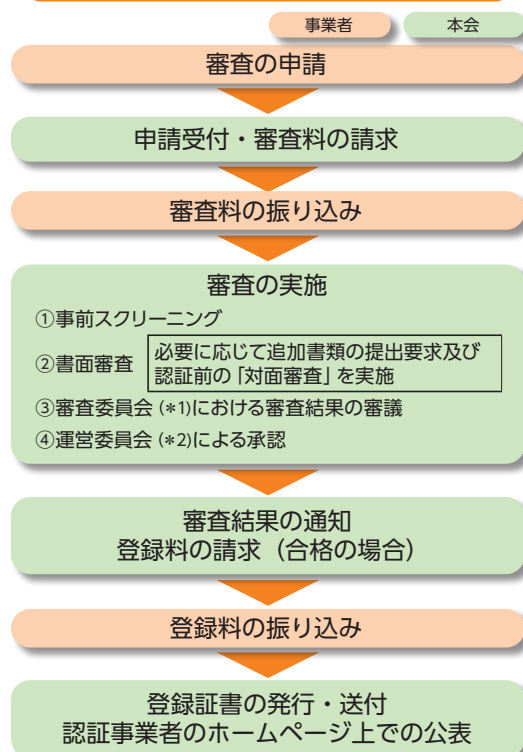 事業者
本会
審査の申請
申請受付・審査料の請求
審査料の振り込み
審査の実施
①事前スクリーニング
②書面審査
必要に応じて追加書類の提出要求及び
認証前の「対面審査」を実施
③審査委員会(*1)における審査結果の審議
④運営委員会(*2)による承認
審査結果の通知
登録料の請求（合格の場合）
登録料の振り込み
登録証書の発行・送付
認証事業者のホームページ上での公表